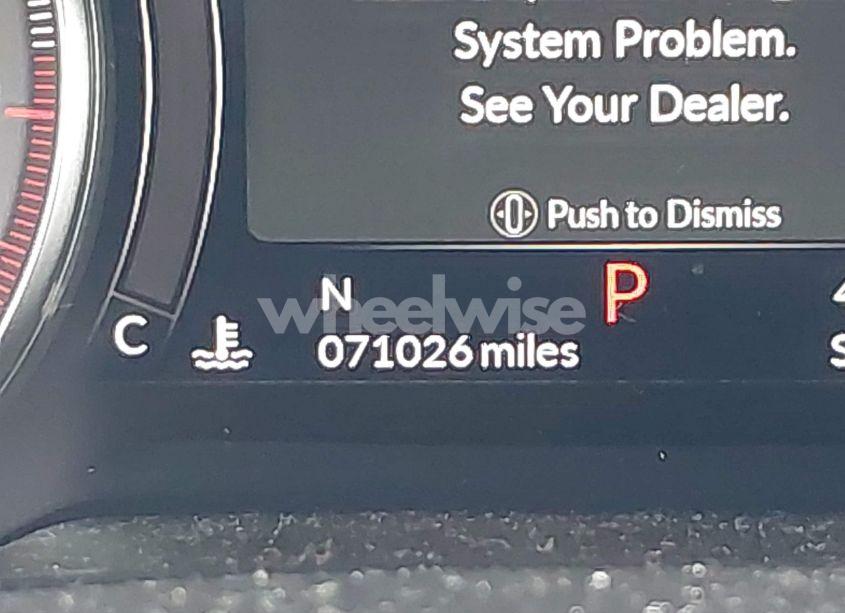 System Problem.
See Your Dealer.
Push to Dismiss
N
P
wheelwise
C
071026 miles